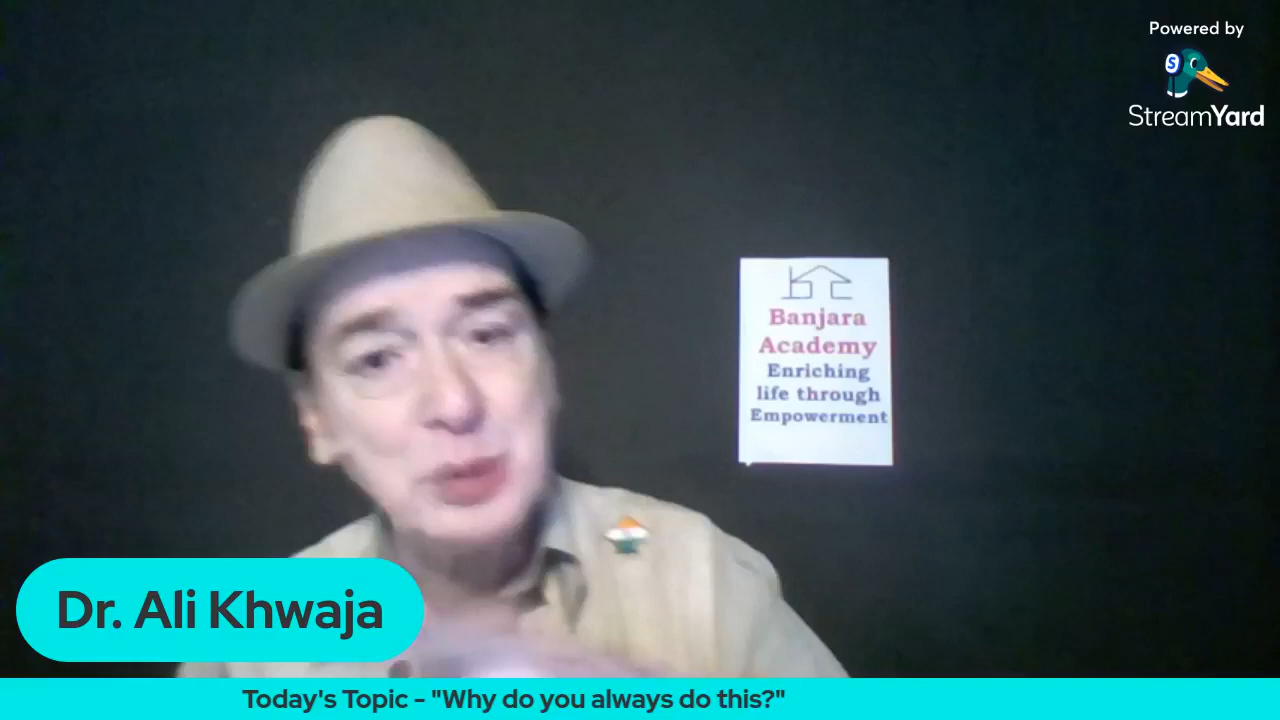 Powered by
S
StreamYard
Banjara
Academy
Enriching
life through
Empowerment
Dr. Ali Khwaja
Today's Topic - "Why do you always do this?"